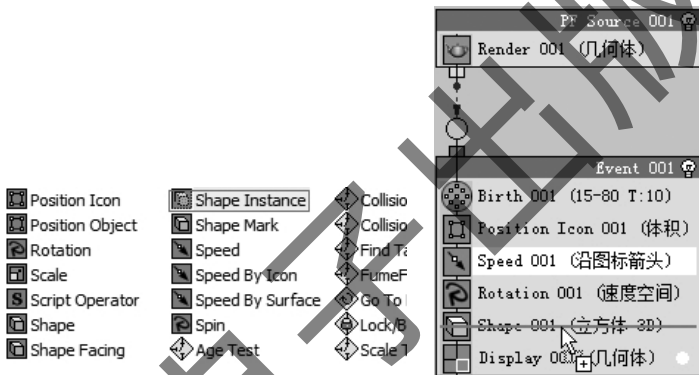 PF Source 001
Render 001 (几何体)
Event 001
Birth 001 (15-80 T:10)
Position Icon 001 (体积)
Speed 001 (沿图标箭头)
Rotation 001 (速度空间)
Shape 001 (立方体 3D)
Display 001 (几何体)
Position Icon
Position Object
Rotation
Scale
Script Operator
Shape
Shape Facing
Shape Instance
Shape Mark
Speed
Speed By Icon
Speed By Surface
Spin
Age Test
Collisio
Collisio
Find Ta
FumeF
Go To
Lock/B
Scale T